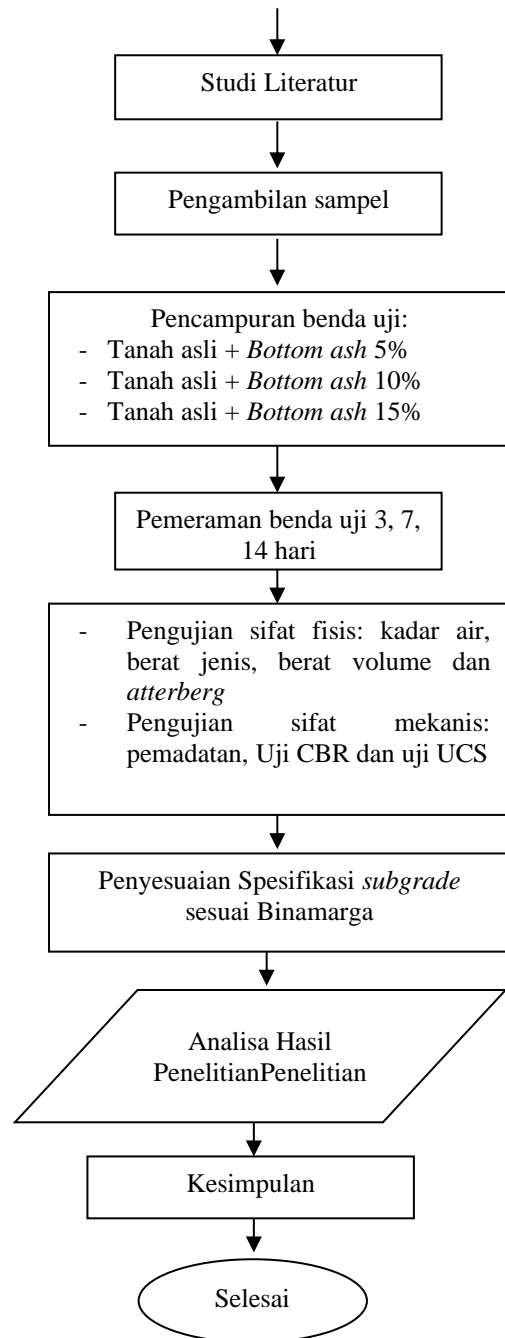 Studi Literatur
Pengambilan sampel
Pencampuran benda uji:
- Tanah asli + Bottom ash 5%
- Tanah asli + Bottom ash 10%
- Tanah asli + Bottom ash 15%
Pemeraman benda uji 3, 7,
14 hari
- Pengujian sifat fisis: kadar air,
berat jenis, berat volume dan
atterberg
- Pengujian sifat mekanis:
pemadatan, Uji CBR dan uji UCS
Penyesuaian Spesifikasi subgrade
sesuai Binamarga
Analisa Hasil
PenelitianPenelitian
Kesimpulan
Selesai